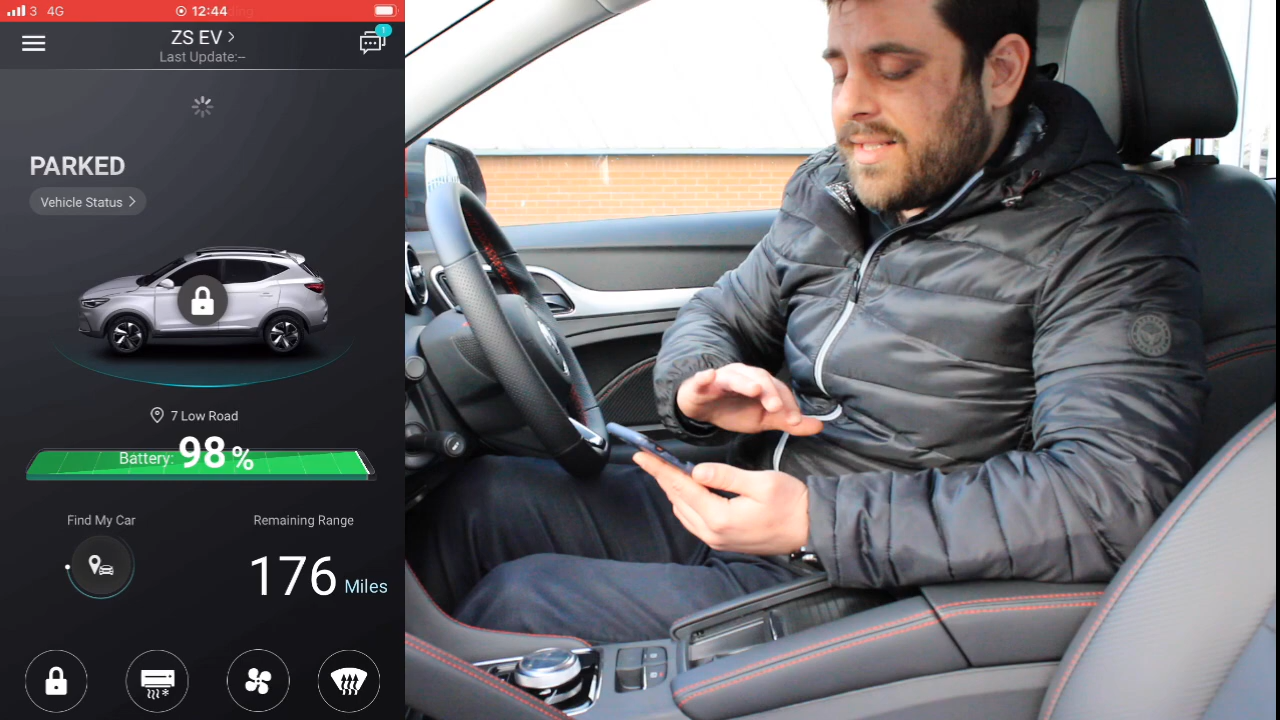 3 4G 12:44
ZS EV
1
Last Update:--
PARKED
Vehicle Status
7 Low Road
Battery: 98 %
Find My Car
Remaining Range
176 Miles